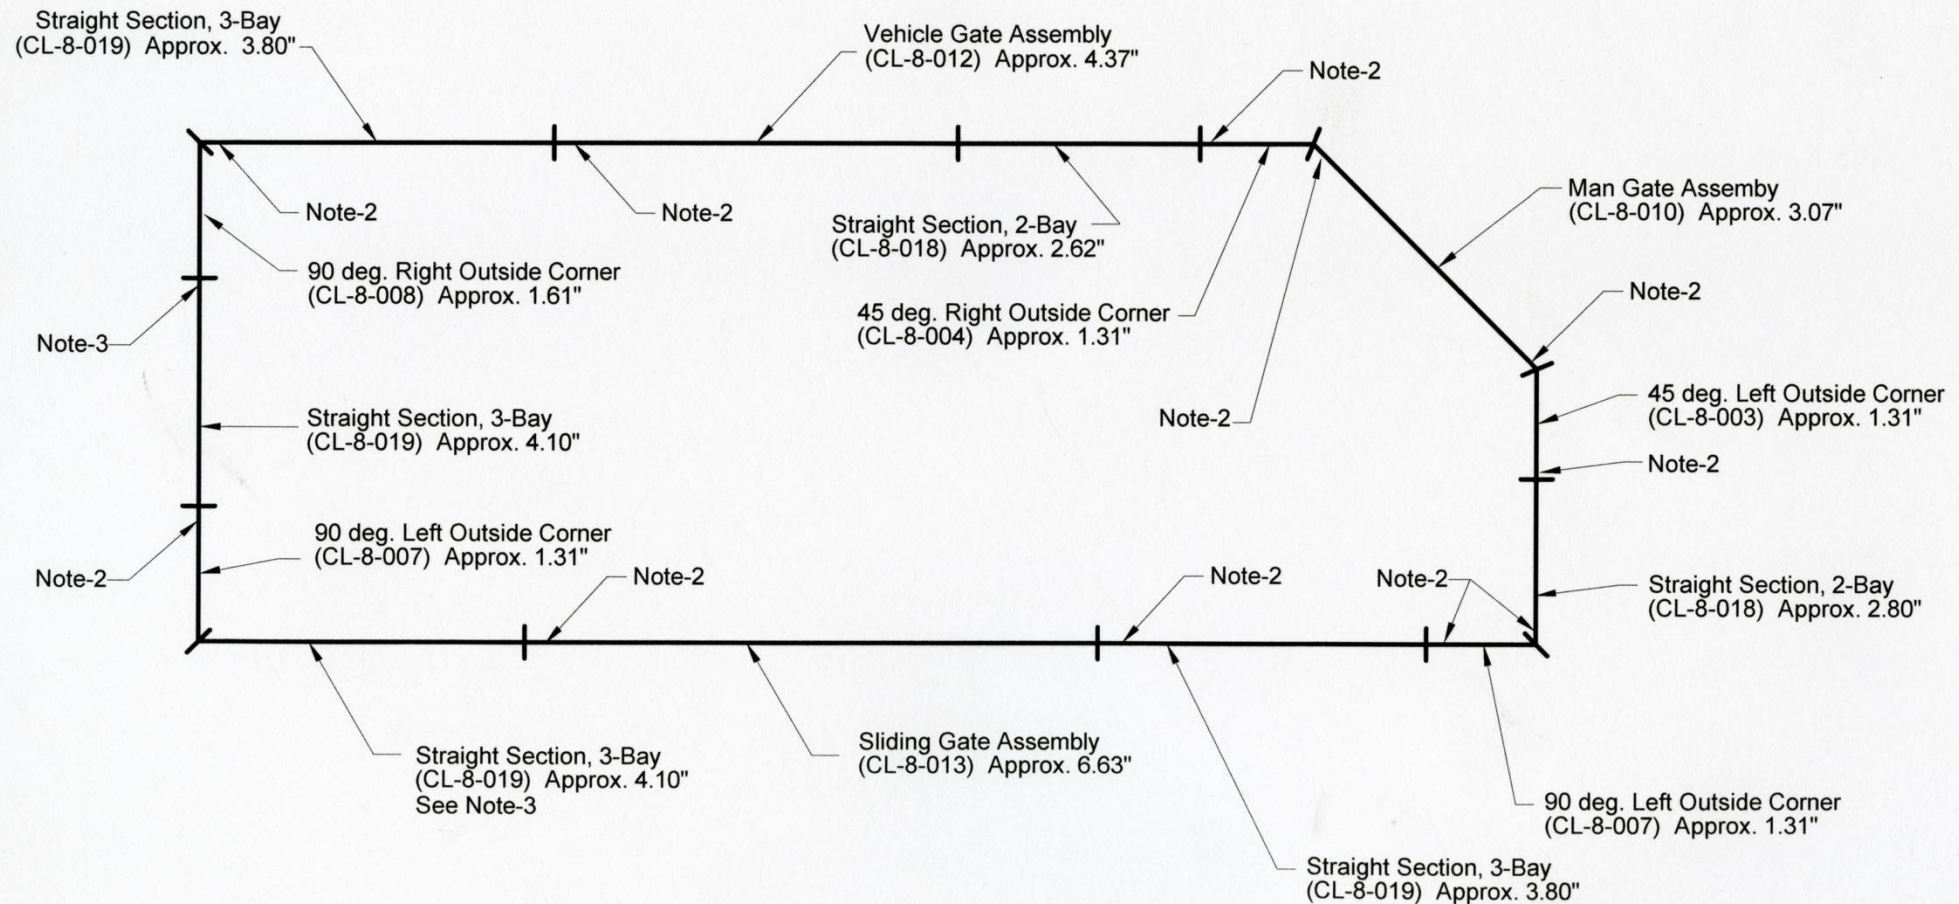 Straight Section, 3-Bay
(CL-8-019) Approx. 3.80"
Vehicle Gate Assembly
(CL-8-012) Approx. 4.37"
Note-2
Note-2
Note-2
Straight Section, 2-Bay
(CL-8-018) Approx. 2.62"
Man Gate Assemby
(CL-8-010) Approx. 3.07"
90 deg. Right Outside Corner
(CL-8-008) Approx. 1.61"
45 deg. Right Outside Corner
(CL-8-004) Approx. 1.31"
Note-2
Note-3
Straight Section, 3-Bay
(CL-8-019) Approx. 4.10"
Note-2
45 deg. Left Outside Corner
(CL-8-003) Approx. 1.31"
Note-2
90 deg. Left Outside Corner
(CL-8-007) Approx. 1.31"
Note-2
Note-2
Note-2
Note-2
Straight Section, 2-Bay
(CL-8-018) Approx. 2.80"
Straight Section, 3-Bay
(CL-8-019) Approx. 4.10"
See Note-3
Sliding Gate Assembly
(CL-8-013) Approx. 6.63"
90 deg. Left Outside Corner
(CL-8-007) Approx. 1.31"
Straight Section, 3-Bay
(CL-8-019) Approx. 3.80"